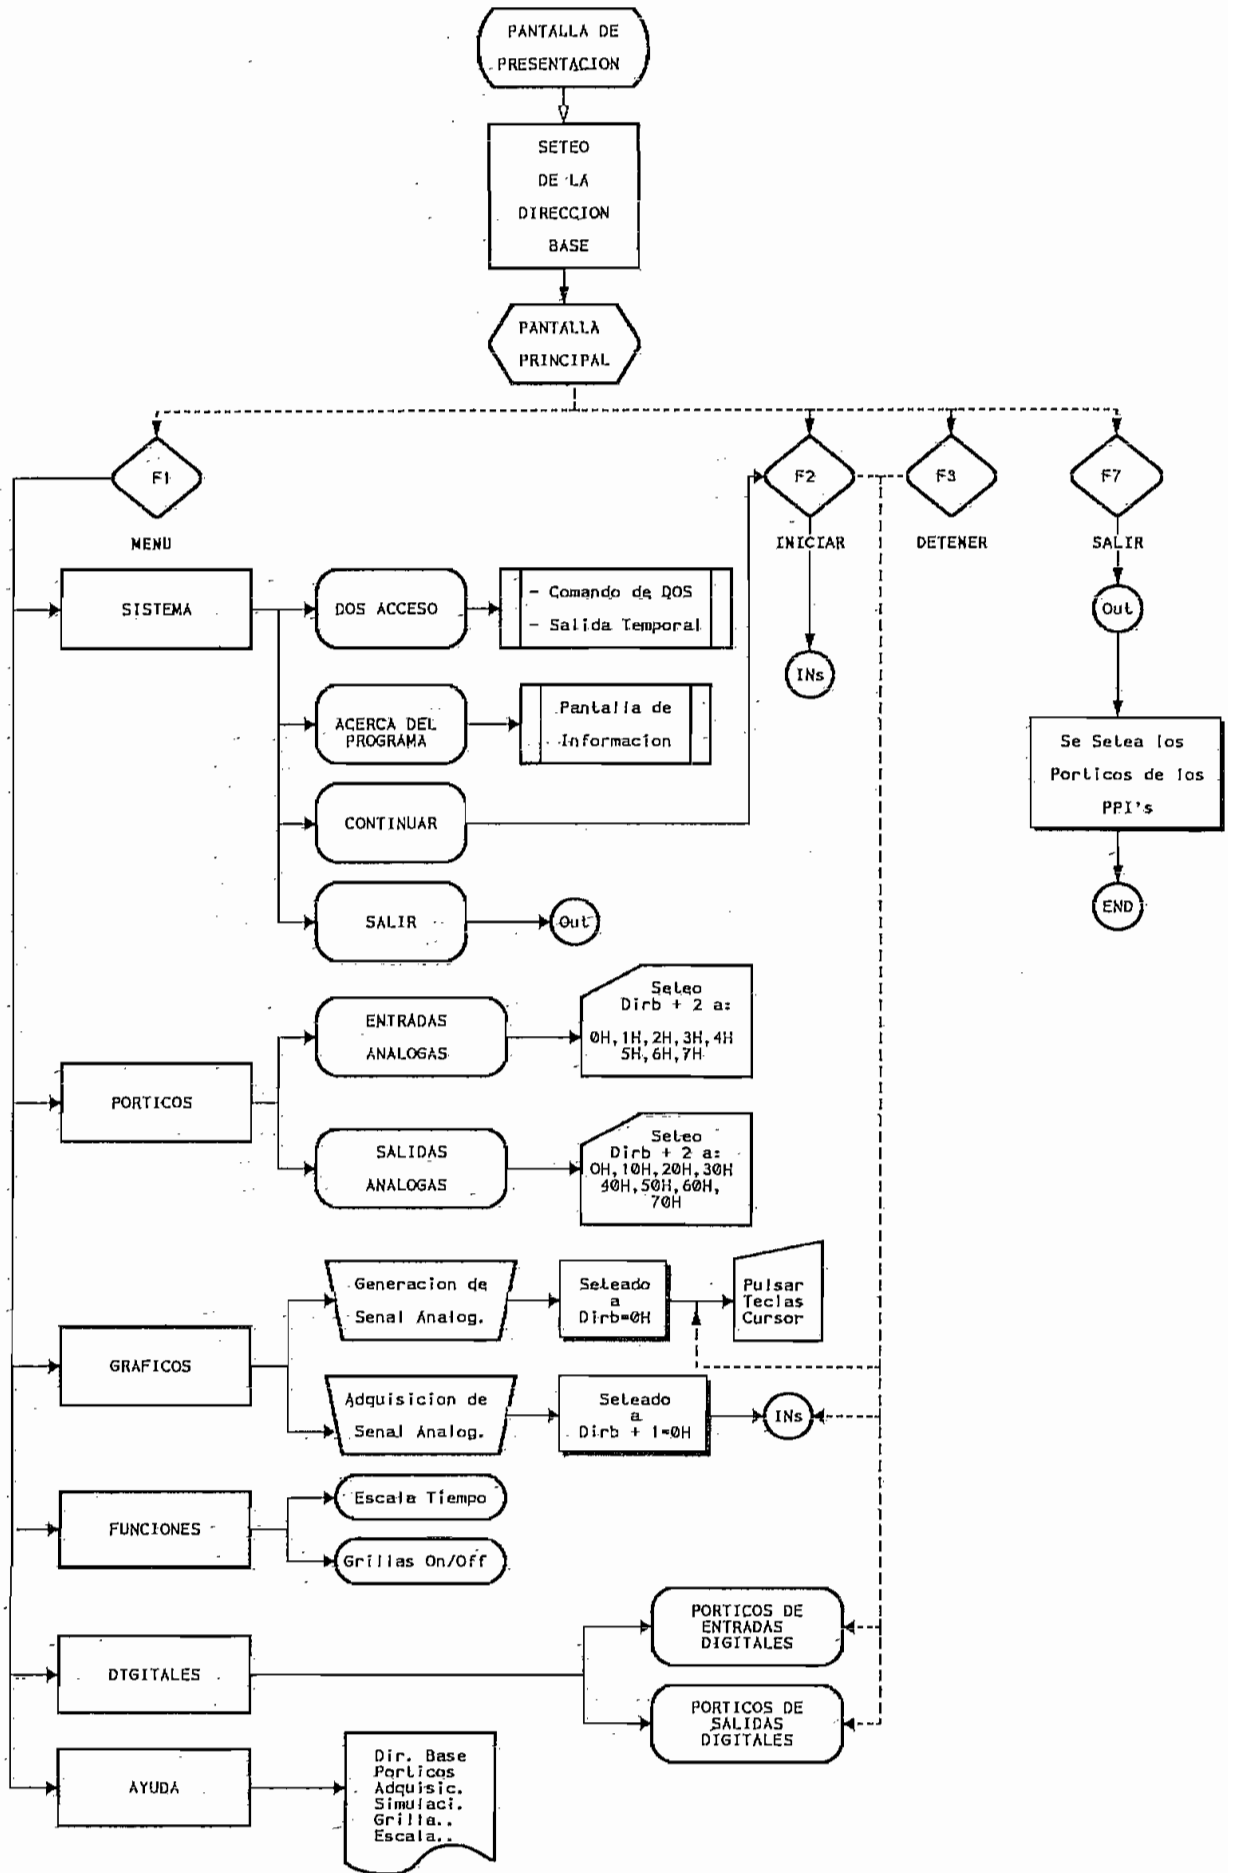 PANTALLA DE
PRESENTACION
SETEO
DE LA
DIRECCION
BASE
PANTALLA
PRINCIPAL
F1
F2
F3
F7
MENU
INICIAR
DETENER
SALIR
SISTEMA
DOS ACCESO
- Comando de DOS
- Salida Temporal
INs
Out
ACERCA DEL
PROGRAMA
Pantalla de
Informacion
Se Setea los
Porticos de los
PPI's
CONTINUAR
SALIR
Out
END
PORTICOS
ENTRADAS
ANALOGAS
Seteo
Dirb + 2 a:
0H, 1H, 2H, 3H, 4H
5H, 6H, 7H
SALIDAS
ANALOGAS
Seteo
Dirb + 2 a:
0H, 10H, 20H, 30H
40H, 50H, 60H,
70H
GRAFICOS
Generacion de
Senal Analog.
Seteado
a
Dirb=0H
Pulsar
Teclas
Cursor
Adquisicion de
Senal Analog.
Seteado
a
Dirb + 1=0H
INs
FUNCIONES
Escala Tiempo
Grillas On/Off
DIGITALES
PORTICOS DE
ENTRADAS
DIGITALES
PORTICOS DE
SALIDAS
DIGITALES
AYUDA
Dir. Base
Porticos
Adquisic.
Simulaci.
Grilla..
Escala..